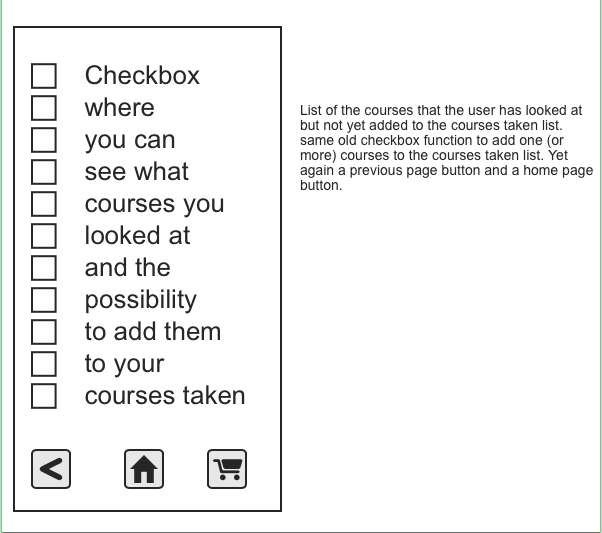 Checkbox
where
you can
see what
courses you
looked at
and the
possibility
to add them
to your
courses taken
List of the courses that the user has looked at
but not yet added to the courses taken list.
same old checkbox function to add one (or
more) courses to the courses taken list. Yet
again a previous page button and a home page
button.